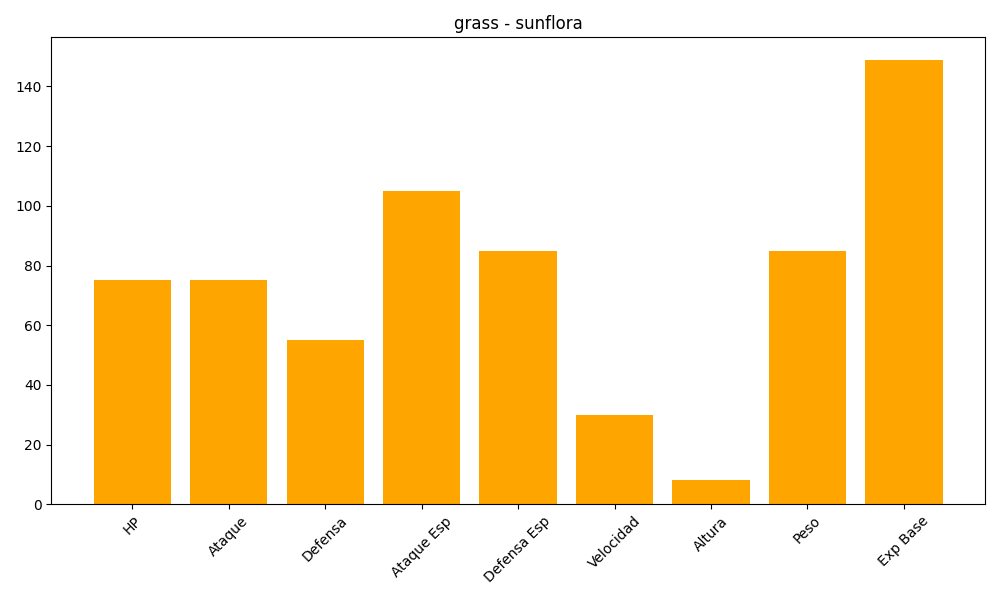 grass - sunflora
140
120
100
80
60
40
20
0
HP
Ataque
Defensa
Ataque Esp
Defensa Esp
Velocidad
Altura
Peso
Exp Base